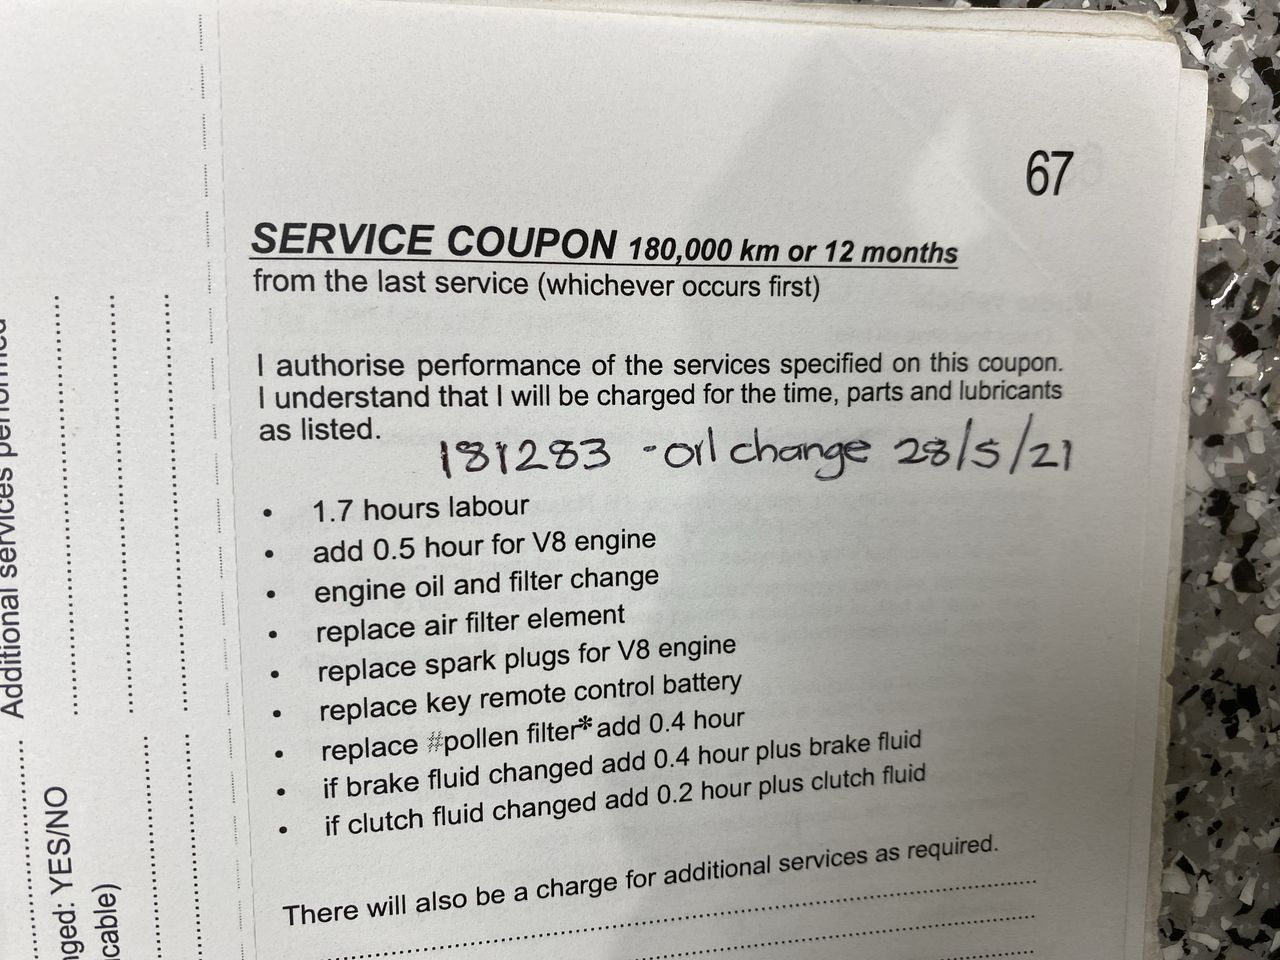 67
SERVICE COUPON 180,000 km or 12 months
from the last service (whichever occurs first)
I authorise performance of the services specified on this coupon.
I understand that I will be charged for the time, parts and lubricants
as listed.
181283 - oil change 28/5/21
• 1.7 hours labour
• add 0.5 hour for V8 engine
• engine oil and filter change
• replace air filter element
• replace spark plugs for V8 engine
• replace key remote control battery
• replace #pollen filter* add 0.4 hour
• if brake fluid changed add 0.4 hour plus brake fluid
• if clutch fluid changed add 0.2 hour plus clutch fluid
There will also be a charge for additional services as required.
Additional services performed
nged: YES/NO
icable)